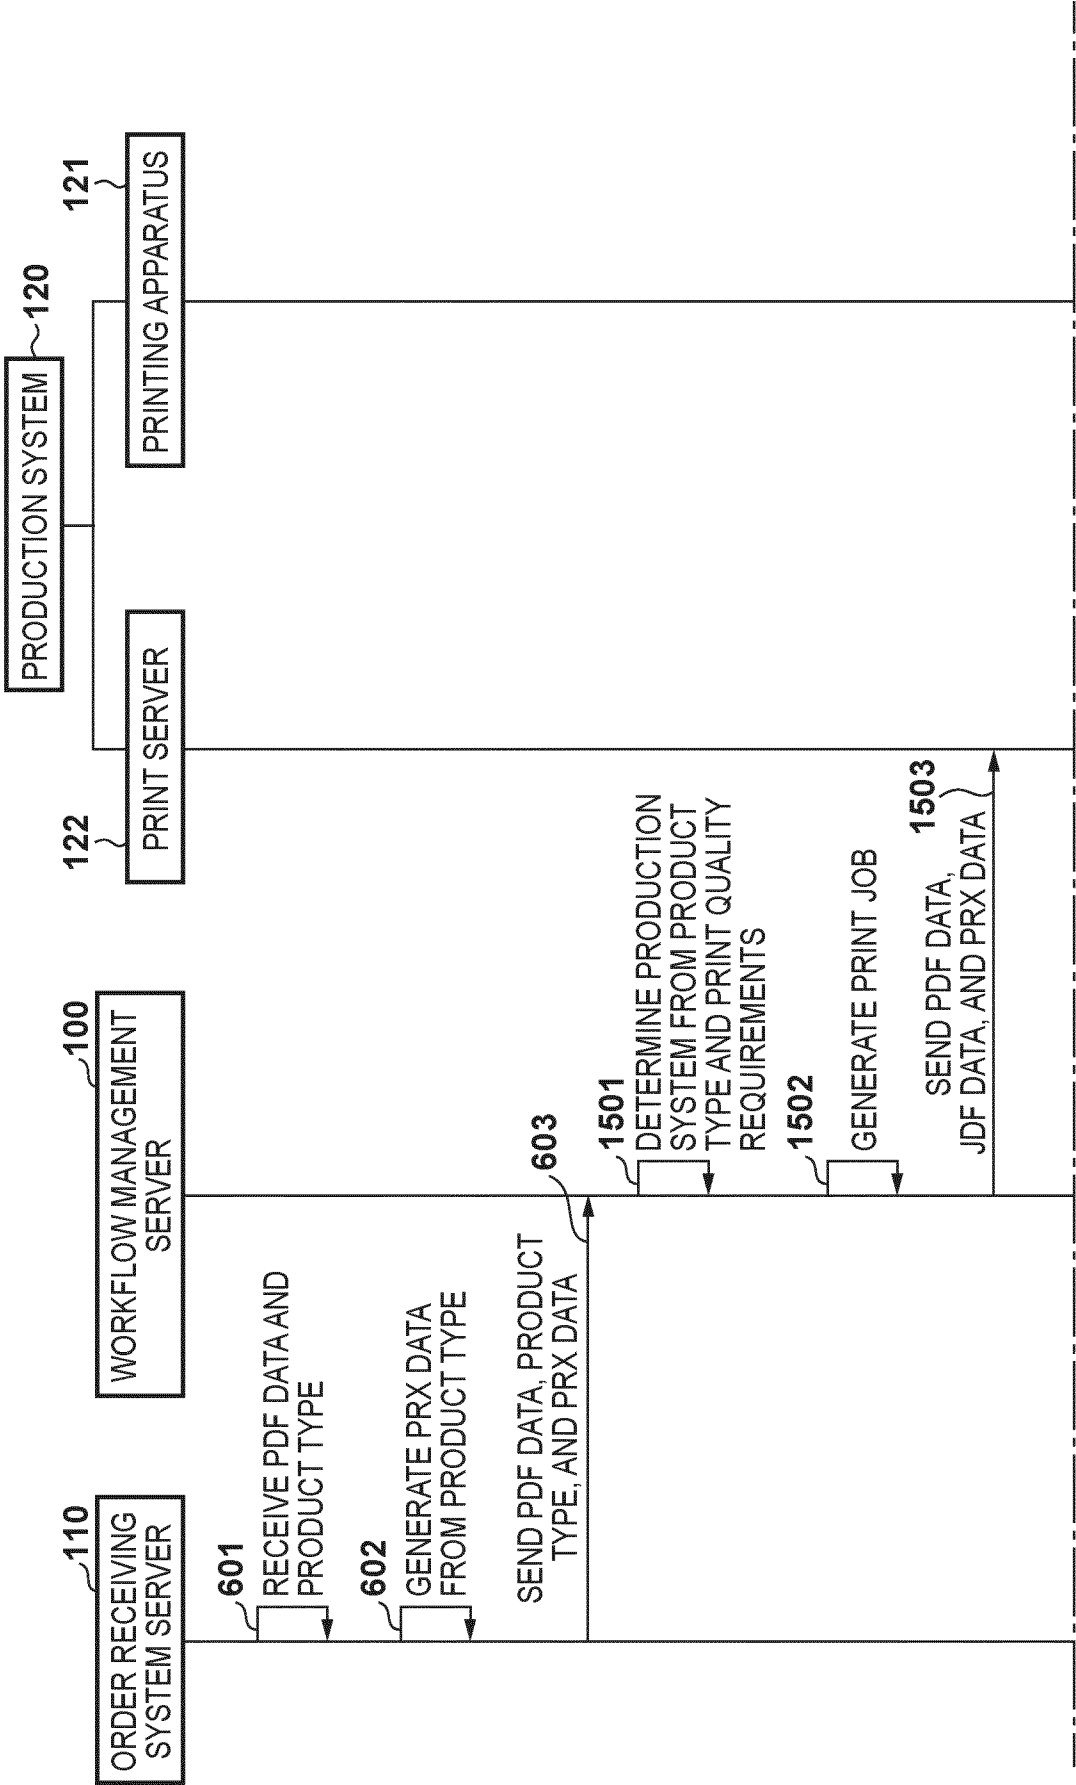 PRODUCTION SYSTEM
120
110
ORDER RECEIVING
SYSTEM SERVER
100
WORKFLOW MANAGEMENT
SERVER
122
PRINT SERVER
121
PRINTING APPARATUS
601
RECEIVE PDF DATA AND
PRODUCT TYPE
602
GENERATE PRX DATA
FROM PRODUCT TYPE
SEND PDF DATA, PRODUCT
TYPE, AND PRX DATA
603
1501
DETERMINE PRODUCTION
SYSTEM FROM PRODUCT
TYPE AND PRINT QUALITY
REQUIREMENTS
1502
GENERATE PRINT JOB
SEND PDF DATA,
JDF DATA, AND PRX DATA
1503